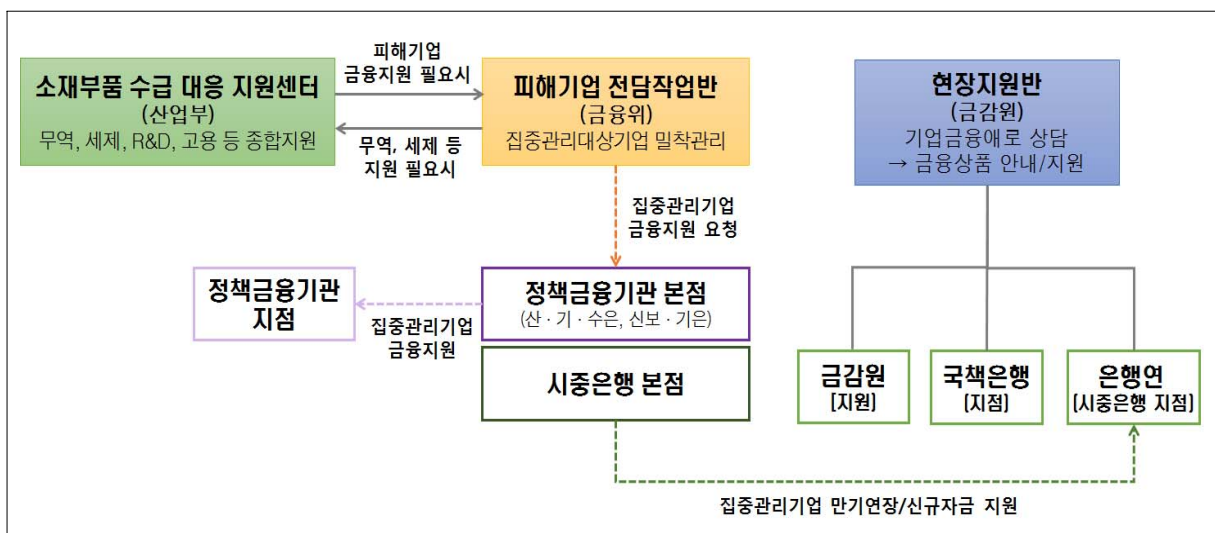 피해기업
금융지원 필요시
소재부품 수급 대응 지원센터
(산업부)
무역, 세제, R&D, 고용 등 종합지원
피해기업 전담작업반
(금융위)
집중관리대상기업 밀착관리
현장지원반
(금감원)
기업금융애로 상담
→ 금융상품 안내/지원
무역, 세제 등
지원 필요시
집중관리기업
금융지원 요청
정책금융기관
지점
정책금융기관 본점
(산·기·수은, 신보·기은)
집중관리기업
금융지원
시중은행 본점
금감원
[지원]
국책은행
(지점)
은행연
(시중은행 지점)
집중관리기업 만기연장/신규자금 지원